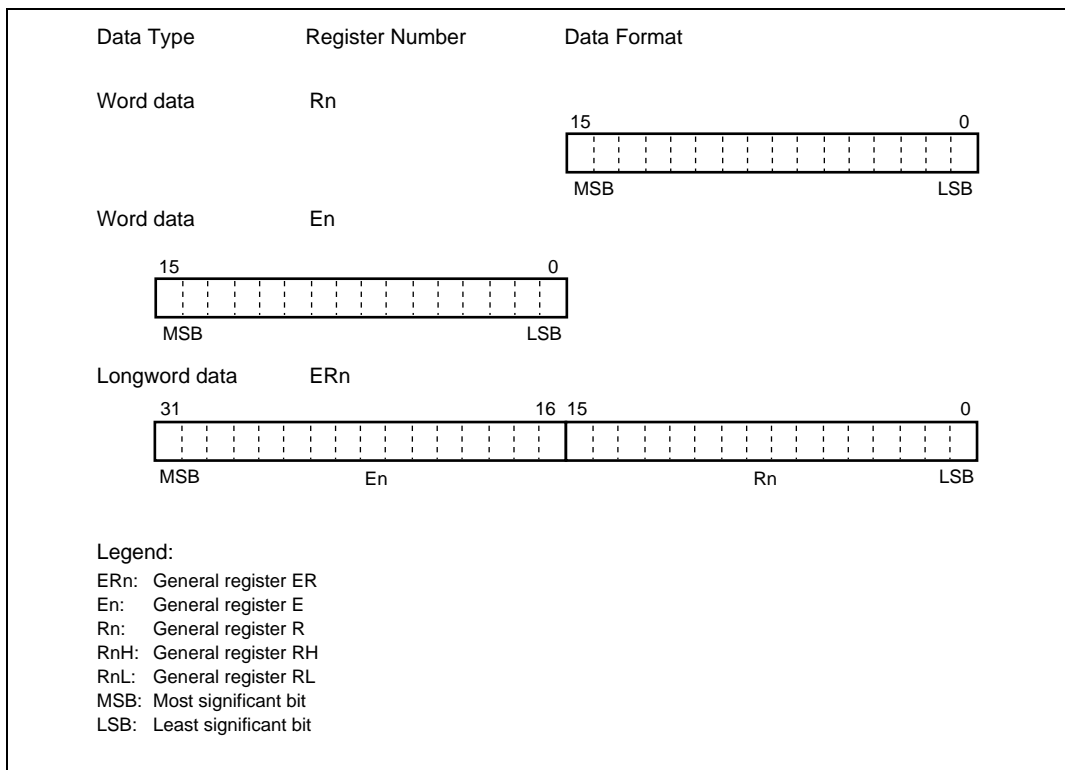 Data Type Register Number Data Format
Word data Rn
15 0
MSB LSB
Word data En
15 0
MSB LSB
Longword data ERn
31 16 15 0
MSB En Rn LSB
Legend:
ERn: General register ER
En: General register E
Rn: General register R
RnH: General register RH
RnL: General register RL
MSB: Most significant bit
LSB: Least significant bit